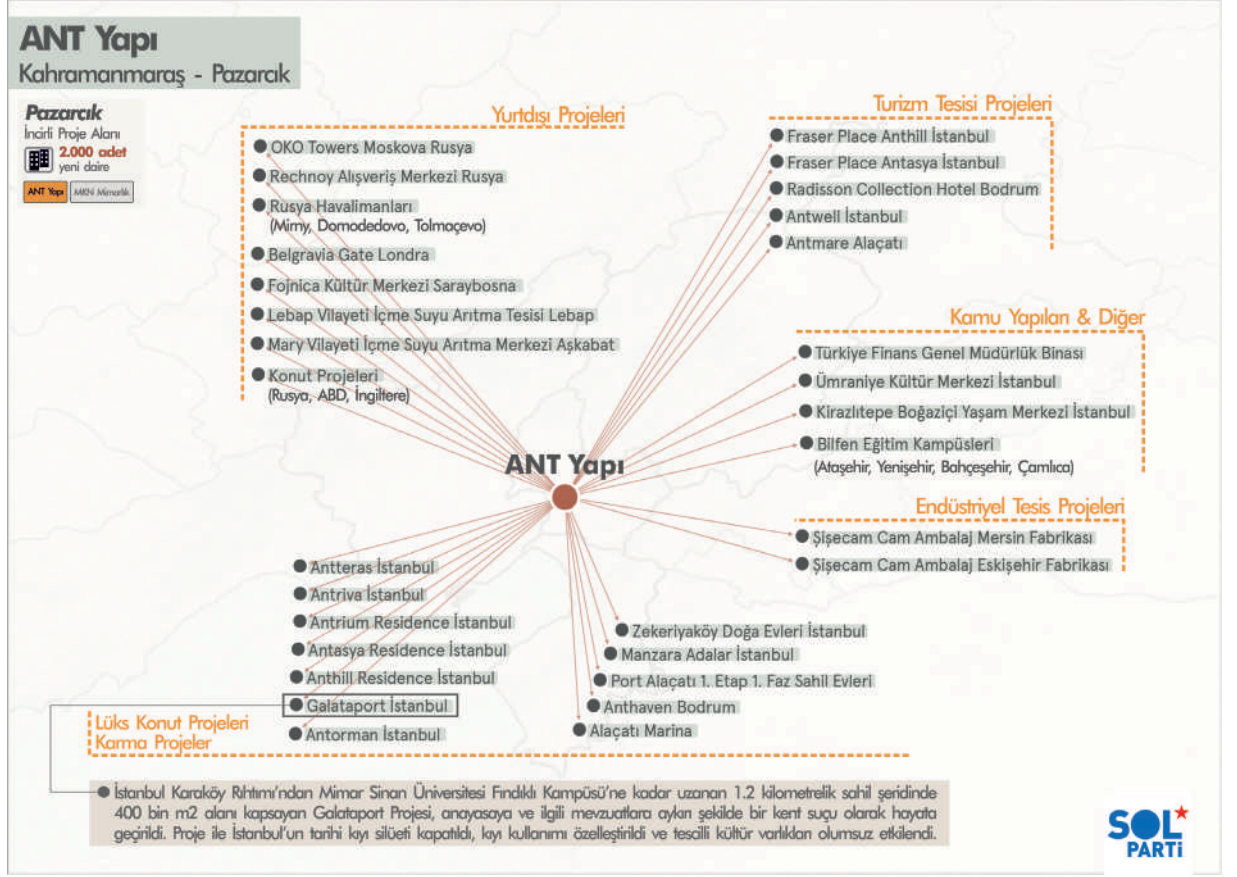 ANT Yapı
Kahramanmaraş - Pazarcık
Pazarcık
İncirli Proje Alanı
2.000 adet
yeni daire
ANT Yapı
MKN Mimarlık
Yurtdışı Projeleri
OKO Towers Moskova Rusya
Rechnoy Alışveriş Merkezi Rusya
Rusya Havalimanları
(Mirny, Domodedovo, Tolmaçevo)
Belgravia Gate Londra
Fojnica Kültür Merkezi Saraybosna
Lebap Vilayeti İçme Suyu Arıtma Tesisi Lebap
Mary Vilayeti İçme Suyu Arıtma Merkezi Aşkabat
Konut Projeleri
(Rusya, ABD, İngiltere)
Turizm Tesisi Projeleri
Fraser Place Anthill İstanbul
Fraser Place Antasya İstanbul
Radisson Collection Hotel Bodrum
Antwell İstanbul
Antmare Alaçatı
Kamu Yapıları & Diğer
Türkiye Finans Genel Müdürlük Binası
Ümraniye Kültür Merkezi İstanbul
Kirazlıtepe Boğaziçi Yaşam Merkezi İstanbul
Bilfen Eğitim Kampüsleri
(Ataşehir, Yenişehir, Bahçeşehir, Çamlıca)
ANT Yapı
Endüstriyel Tesis Projeleri
Şişecam Cam Ambalaj Mersin Fabrikası
Şişecam Cam Ambalaj Eskişehir Fabrikası
Antteras İstanbul
Antriva İstanbul
Antrium Residence İstanbul
Antasya Residence İstanbul
Anthill Residence İstanbul
Galataport İstanbul
Antorman İstanbul
Zekeriyaköy Doğa Evleri İstanbul
Manzara Adalar İstanbul
Port Alaçatı 1. Etap 1. Faz Sahil Evleri
Anthaven Bodrum
Alaçatı Marina
Lüks Konut Projeleri
Karma Projeler
İstanbul Karaköy Rıhtımı'ndan Mimar Sinan Üniversitesi Fındıklı Kampüsü'ne kadar uzanan 1.2 kilometrelik sahil şeridinde
400 bin m2 alanı kapsayan Galataport Projesi, anayasaya ve ilgili mevzuatlara aykırı şekilde bir kent suçu olarak hayata
geçirildi. Proje ile İstanbul'un tarihi kıyı silüeti kapatıldı, kıyı kullanımı özelleştirildi ve tescilli kültür varlıkları olumsuz etkilendi.
SOL
PARTİ